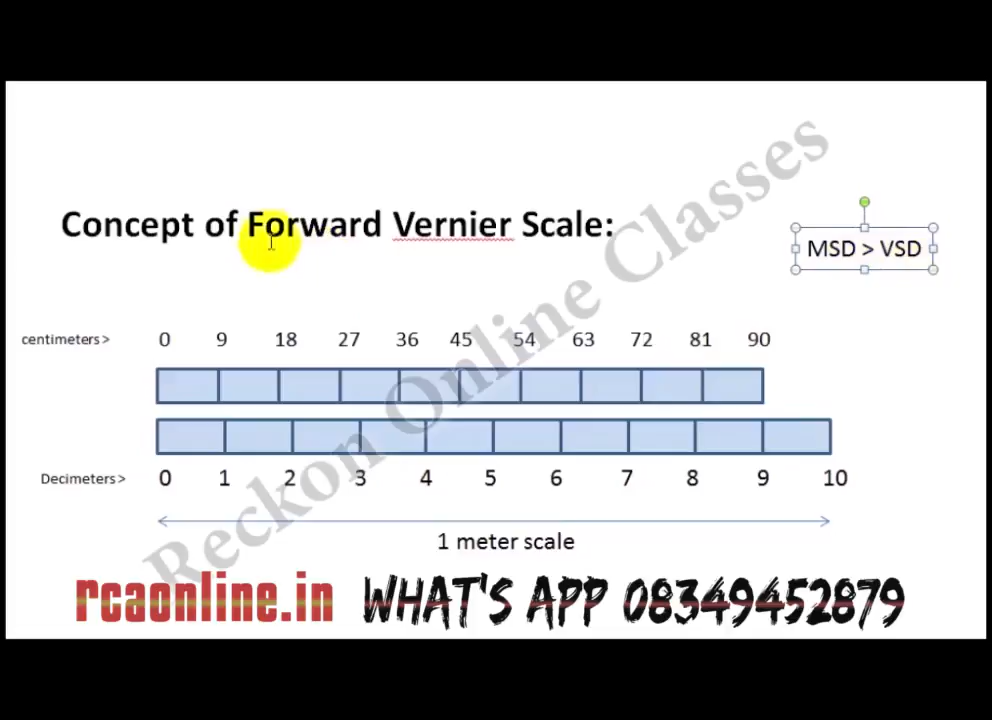 Concept of Forward Vernier Scale:
MSD > VSD
centimeters > 0 9 18 27 36 45 54 63 72 81 90
Decimeters > 0 1 2 3 4 5 6 7 8 9 10
1 meter scale
Reckon Online Classes
rcaonline.in WHAT'S APP 08349452879